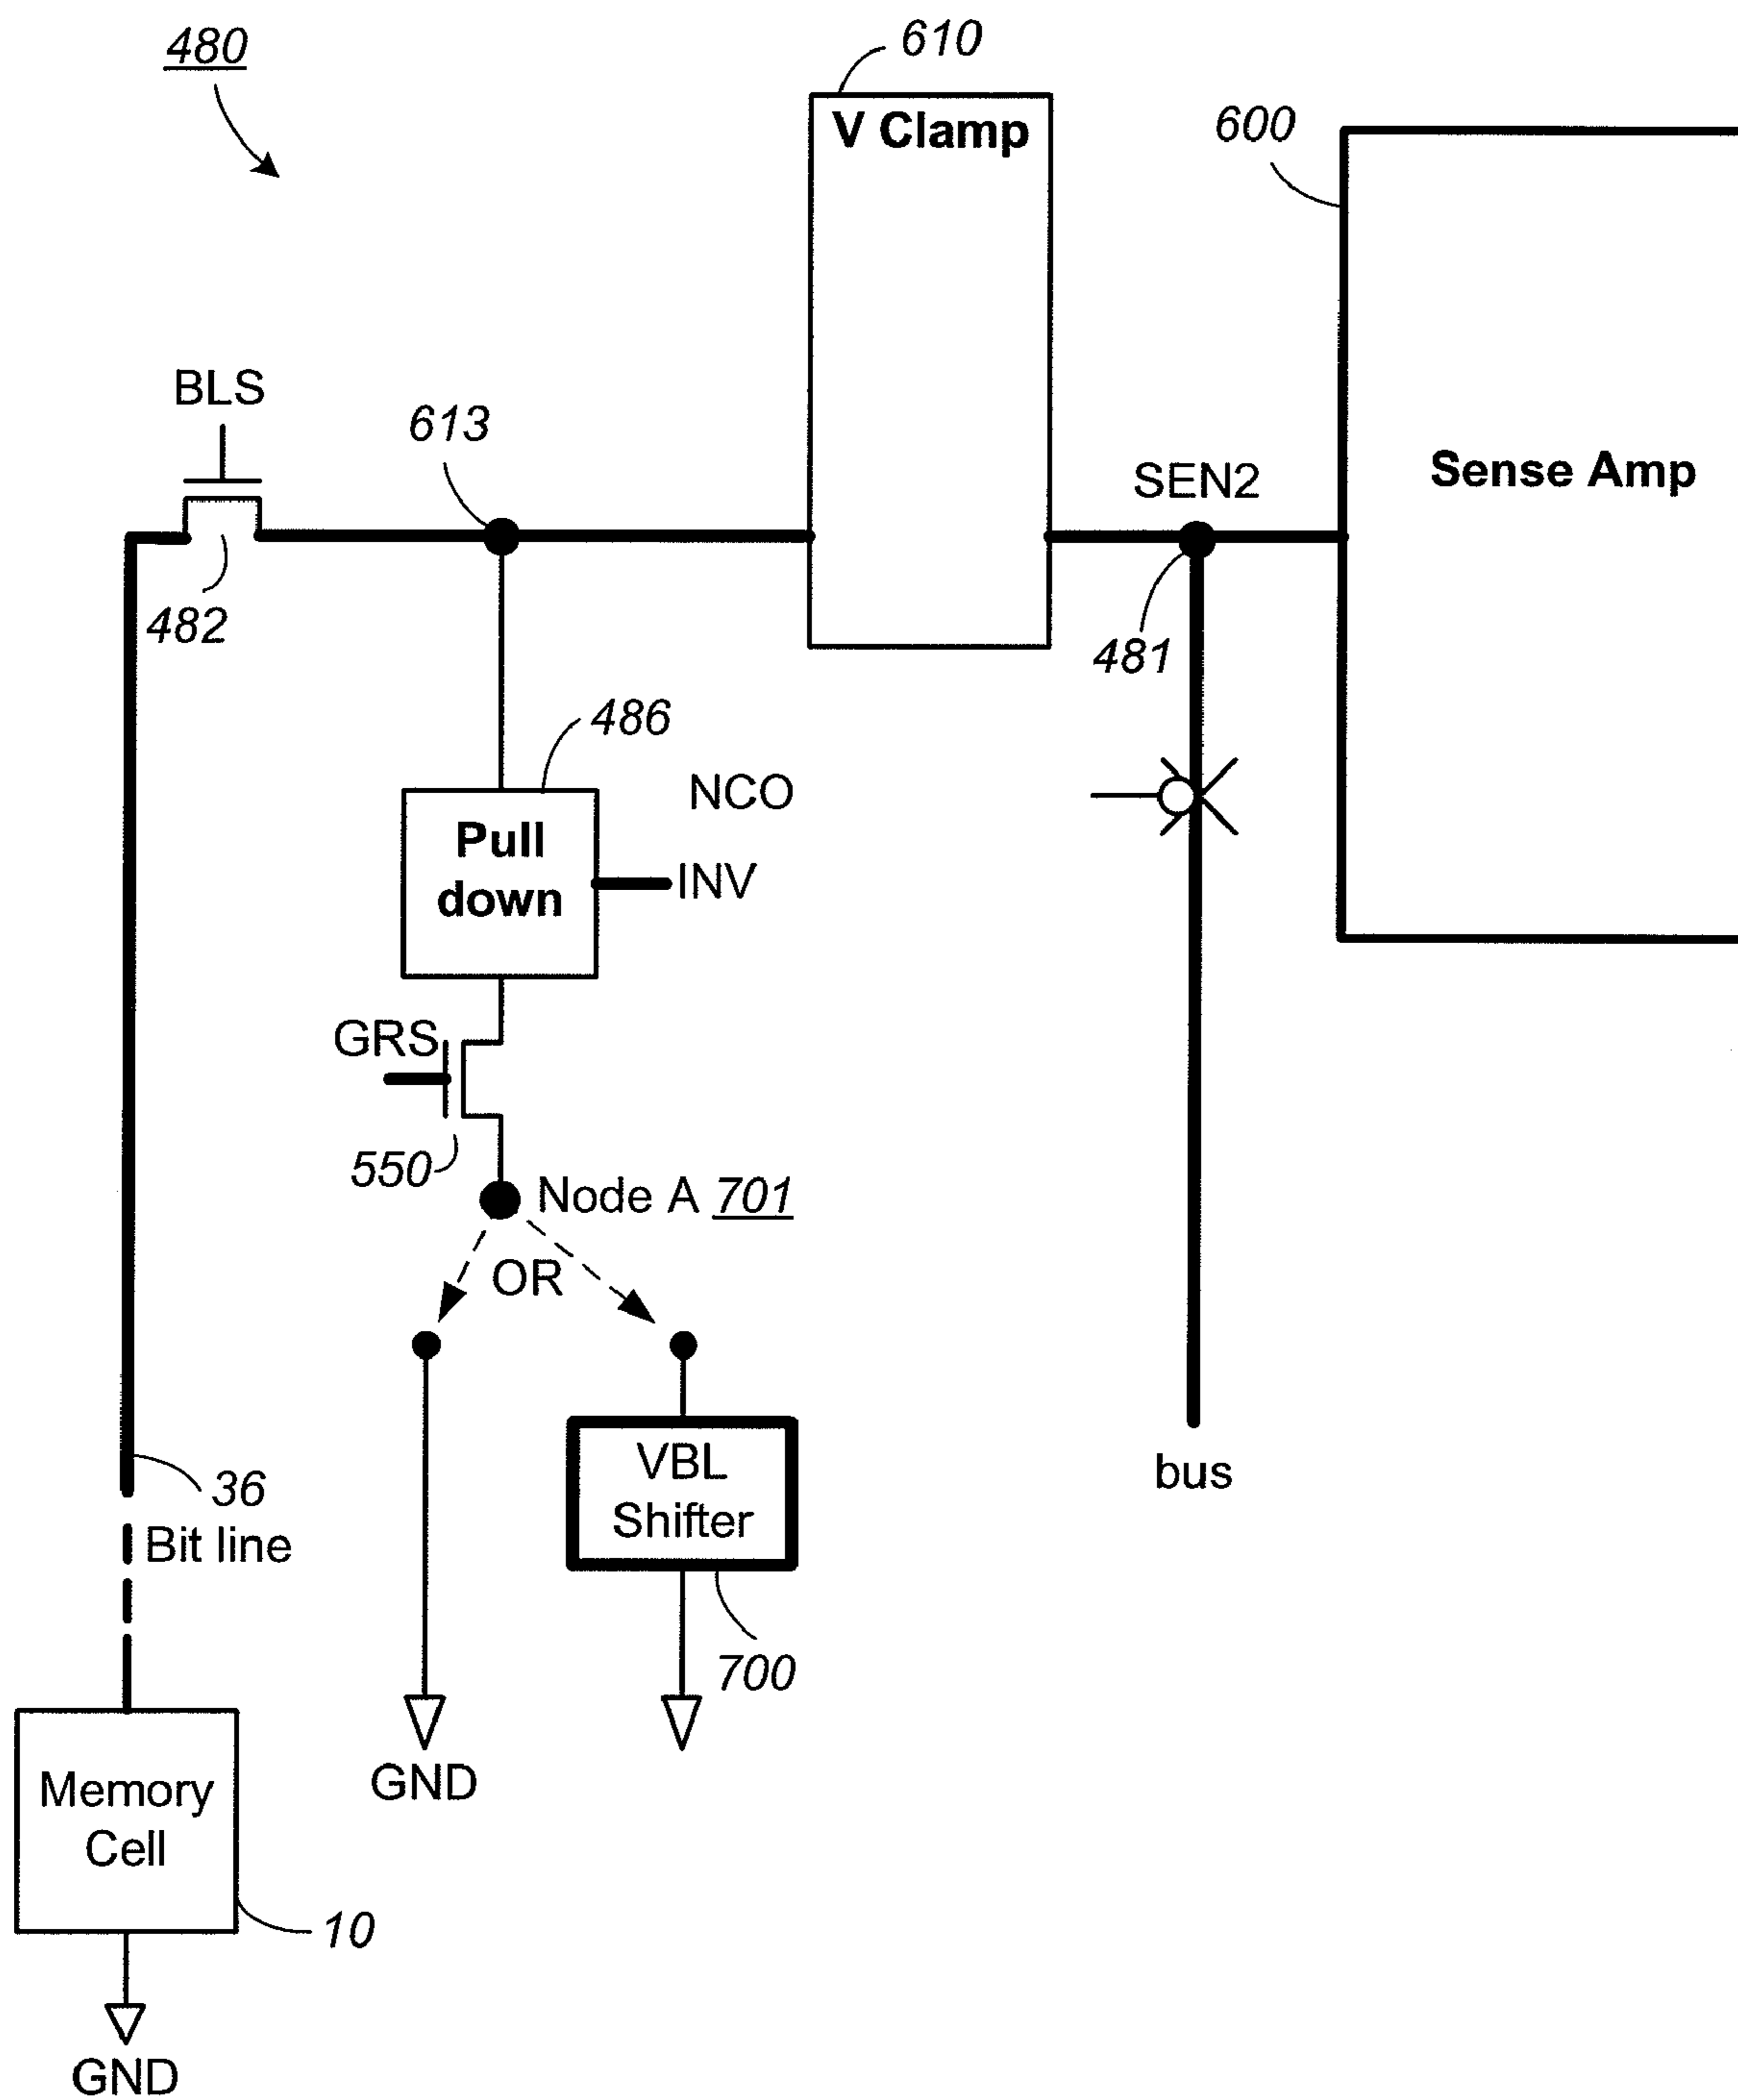 480
610
V Clamp
600
BLS
613
SEN2
Sense Amp
482
481
486
NCO
Pull
down
INV
GRS
550
Node A 701
OR
VBL
Shifter
bus
36
Bit line
700
Memory
Cell
GND
10
GND